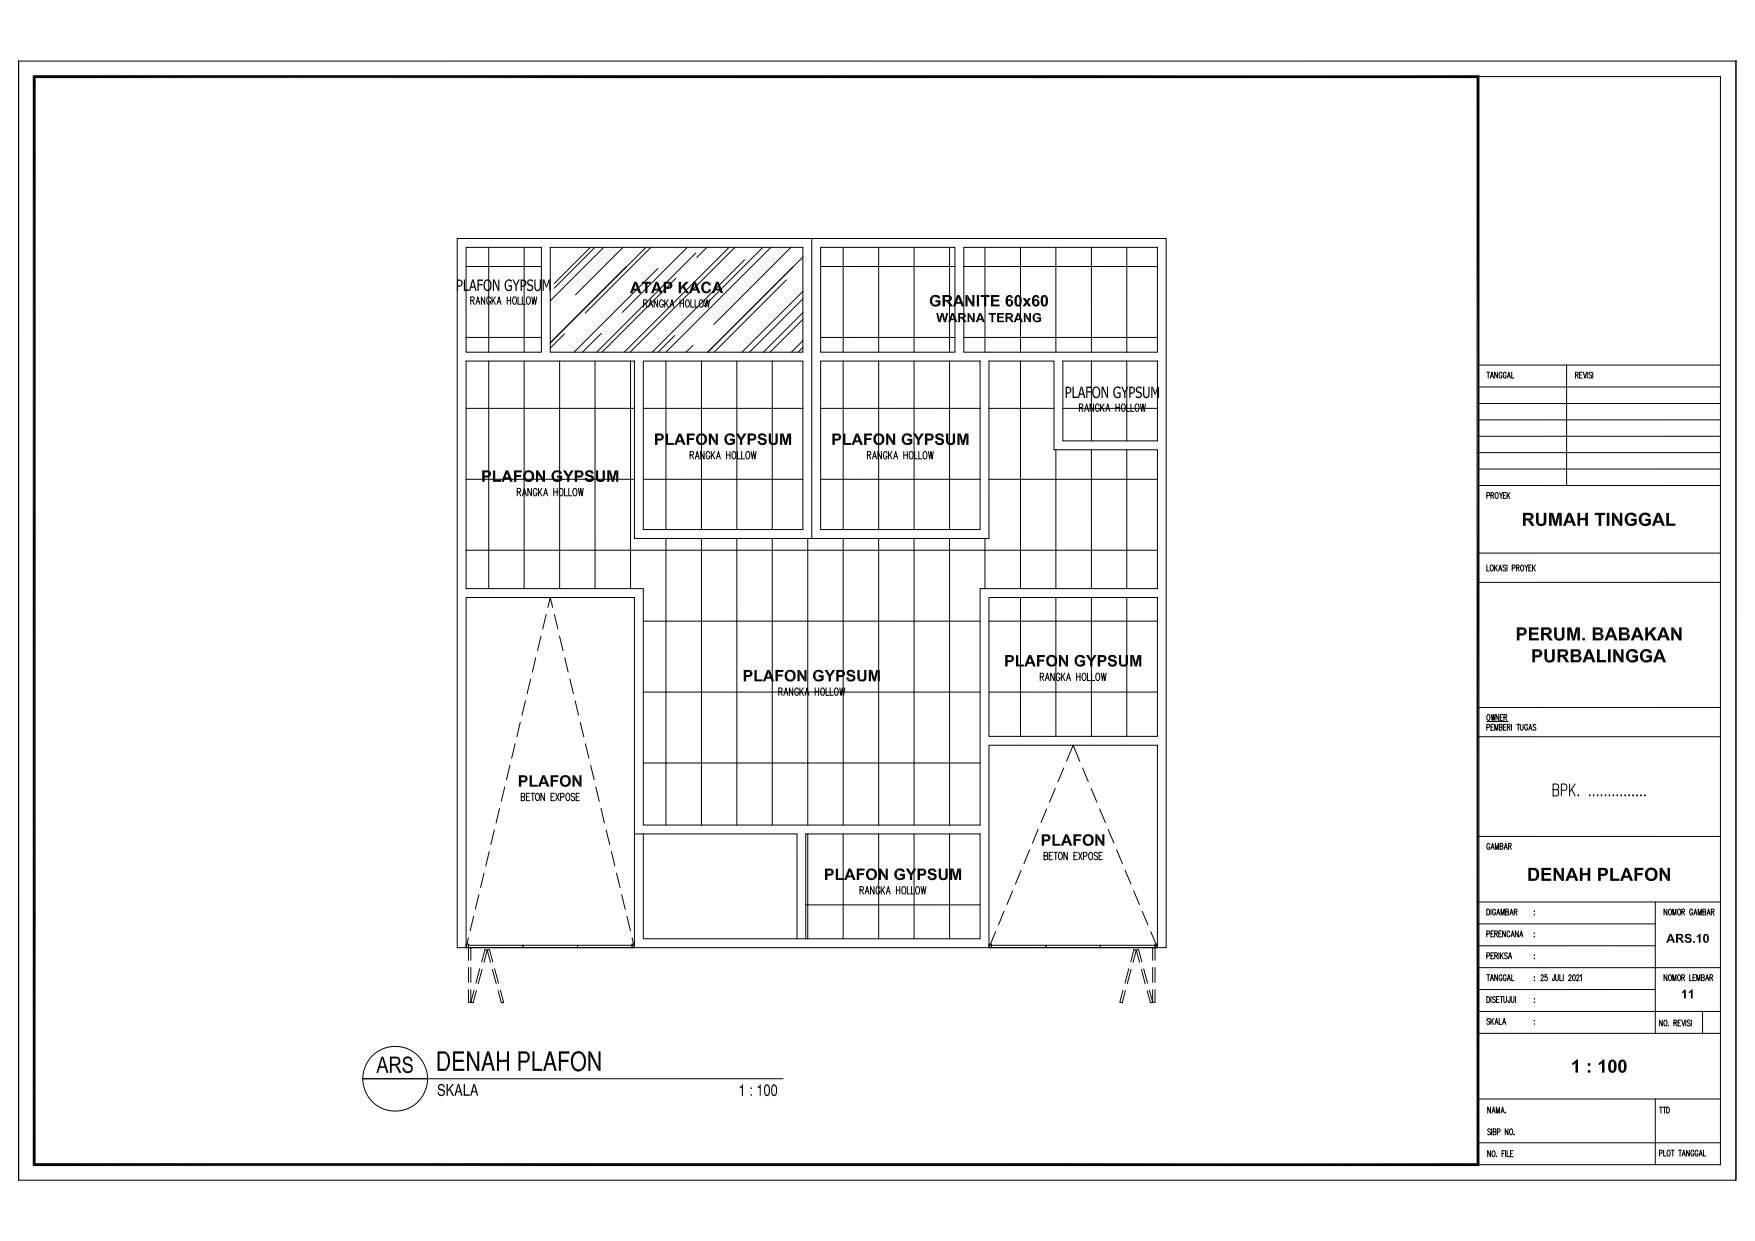 PLAFON GYPSUM
RANGKA HOLLOW
ATAP KACA
RANGKA HOLLOW
GRANITE 60x60
WARNA TERANG
PLAFON GYPSUM
RANGKA HOLLOW
PLAFON GYPSUM
RANGKA HOLLOW
PLAFON GYPSUM
RANGKA HOLLOW
PLAFON GYPSUM
RANGKA HOLLOW
PLAFON GYPSUM
RANGKA HOLLOW
PLAFON GYPSUM
RANGKA HOLLOW
PLAFON
BETON EXPOSE
PLAFON
BETON EXPOSE
PLAFON GYPSUM
RANGKA HOLLOW
ARS
DENAH PLAFON
SKALA 1 : 100
TANGGAL REVISI
PROYEK
RUMAH TINGGAL
LOKASI PROYEK
PERUM. BABAKAN
PURBALINGGA
OWNER
PEMBERI TUGAS
BPK. ...............
GAMBAR
DENAH PLAFON
DIGAMBAR : NOMOR GAMBAR
PERENCANA : ARS.10
PERIKSA :
TANGGAL : 25 JULI 2021 NOMOR LEMBAR
DISETUJUI : 11
SKALA : NO. REVISI
1 : 100
NAMA. TTD
SIBP NO.
NO. FILE PLOT TANGGAL